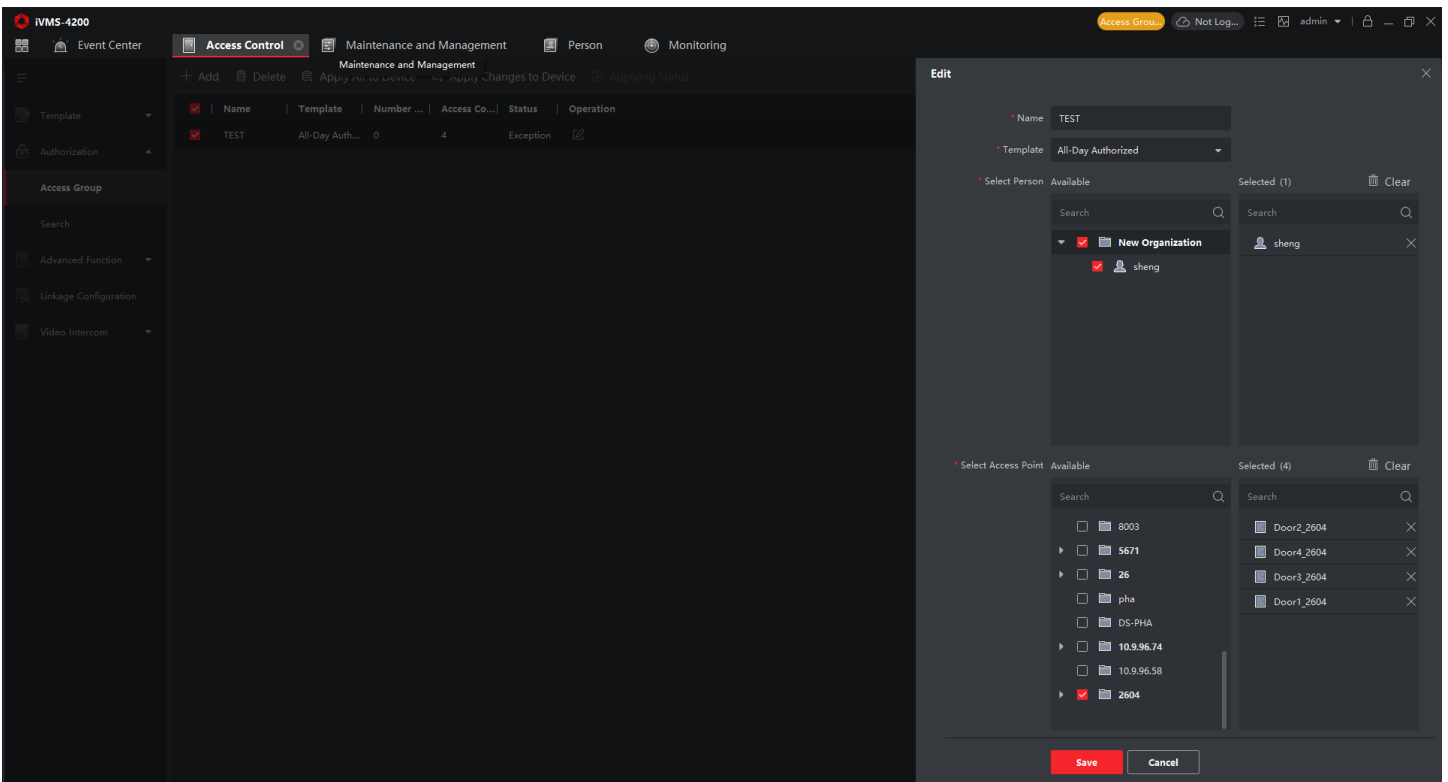 iVMS-4200
Access Grou...
Not Log...
admin
Event Center
Access Control
Maintenance and Management
Person
Monitoring
Maintenance and Management
Add
Delete
Apply All to Device
Apply Changes to Device
Applying Status
Name
Template
Number ...
Access Co...
Status
Operation
TEST
All-Day Auth...
0
4
Exception
Template
Authorization
Access Group
Search
Advanced Function
Linkage Configuration
Video Intercom
Edit
* Name
TEST
* Template
All-Day Authorized
* Select Person
Available
Selected (1)
Clear
Search
Search
New Organization
sheng
sheng
* Select Access Point
Available
Selected (4)
Clear
Search
Search
8003
5671
26
pha
DS-PHA
10.9.96.74
10.9.96.58
2604
Door2_2604
Door4_2604
Door3_2604
Door1_2604
Save
Cancel